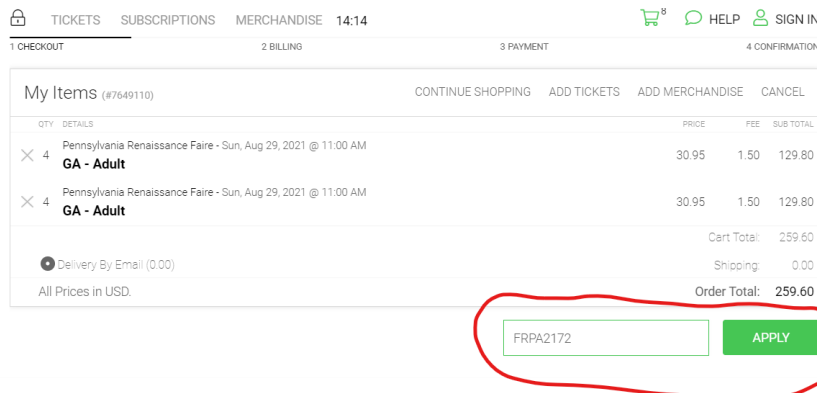 TICKETS SUBSCRIPTIONS MERCHANDISE 14:14 8 HELP SIGN IN
1 CHECKOUT 2 BILLING 3 PAYMENT 4 CONFIRMATION
My Items (#7649110) CONTINUE SHOPPING ADD TICKETS ADD MERCHANDISE CANCEL
QTY DETAILS PRICE FEE SUB TOTAL
Pennsylvania Renaissance Faire - Sun, Aug 29, 2021 @ 11:00 AM
4 GA - Adult 30.95 1.50 129.80
Pennsylvania Renaissance Faire - Sun, Aug 29, 2021 @ 11:00 AM
4 GA - Adult 30.95 1.50 129.80
Cart Total: 259.60
Delivery By Email (0.00) Shipping: 0.00
All Prices in USD. Order Total: 259.60
FRPA2172 APPLY